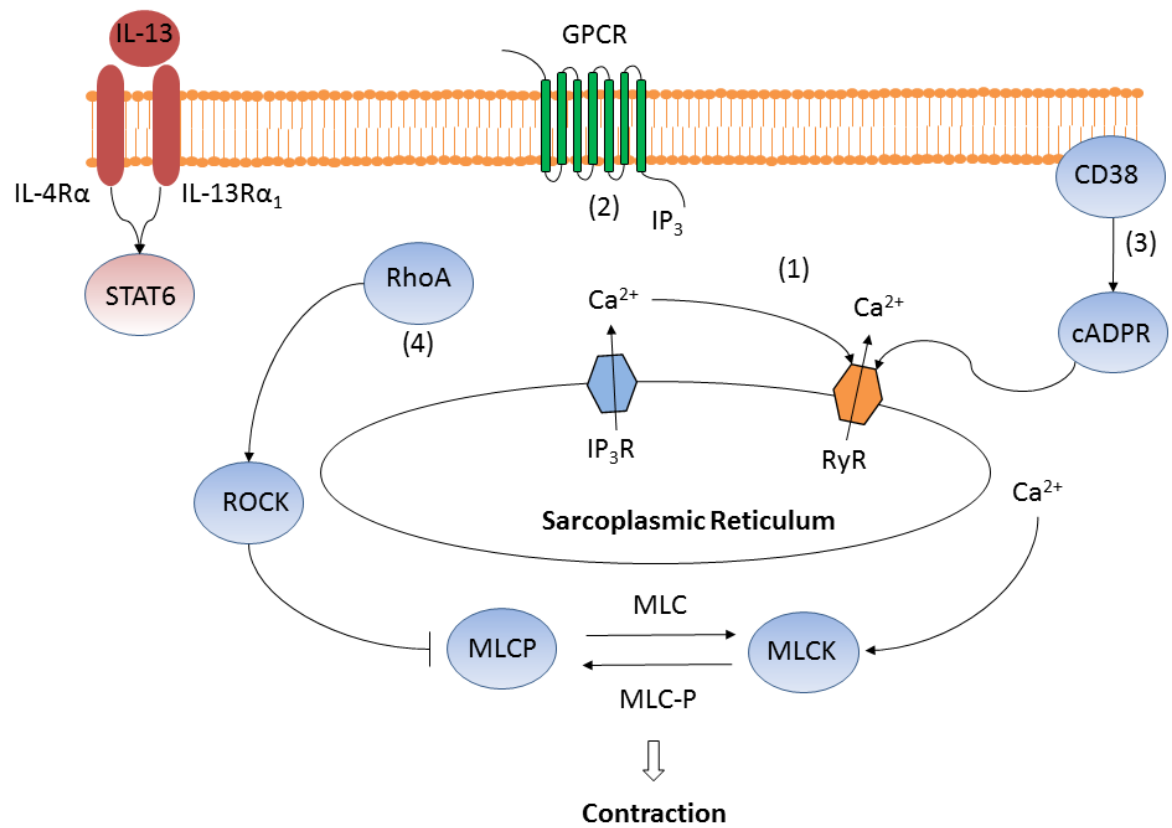 IL-13
GPCR
IL-4Rα
IL-13Rα₁
CD38
(2)
IP₃
(3)
STAT6
RhoA
(4)
(1)
Ca²⁺
Ca²⁺
cADPR
IP₃R
RyR
ROCK
Ca²⁺
Sarcoplasmic Reticulum
MLC
MLCP
MLCK
MLC-P
Contraction